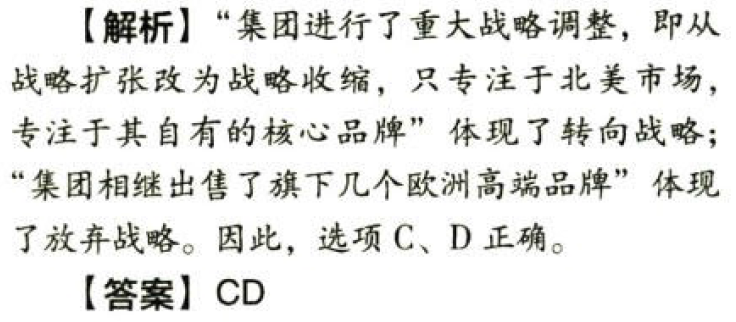 【解析】“集团进行了重大战略调整，即从
战略扩张改为战略收缩，只专注于北美市场，
专注于其自有的核心品牌”体现了转向战略；
“集团相继出售了旗下几个欧洲高端品牌”体现
了放弃战略。因此，选项 C、D 正确。
【答案】CD